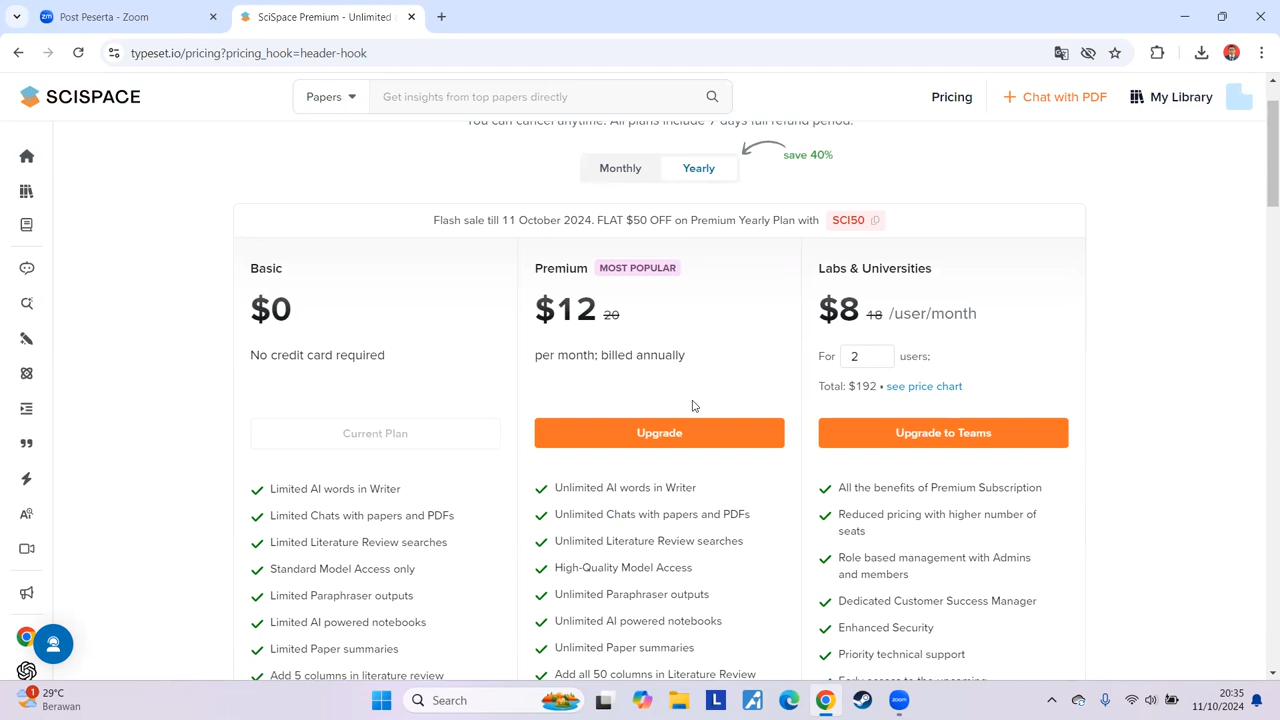 Post Peserta - Zoom
SciSpace Premium - Unlimited
typeset.io/pricing?pricing_hook=header-hook
SCISPACE
Papers
Get insights from top papers directly
Pricing
Chat with PDF
My Library
You can cancel anytime. All plans include 7 days full refund period.
Monthly
Yearly
save 40%
Flash sale till 11 October 2024. FLAT $50 OFF on Premium Yearly Plan with SCI50
Basic
$0
No credit card required
Current Plan
Limited AI words in Writer
Limited Chats with papers and PDFs
Limited Literature Review searches
Standard Model Access only
Limited Paraphraser outputs
Limited AI powered notebooks
Limited Paper summaries
Add 5 columns in literature review
Premium MOST POPULAR
$12 20
per month; billed annually
Upgrade
Unlimited AI words in Writer
Unlimited Chats with papers and PDFs
Unlimited Literature Review searches
High-Quality Model Access
Unlimited Paraphraser outputs
Unlimited AI powered notebooks
Unlimited Paper summaries
Add all 50 columns in Literature Review
Labs & Universities
$8 18 /user/month
For 2 users;
Total: $192 • see price chart
Upgrade to Teams
All the benefits of Premium Subscription
Reduced pricing with higher number of
seats
Role based management with Admins
and members
Dedicated Customer Success Manager
Enhanced Security
Priority technical support
Early access to the upcoming
1
29°C
Berawan
Search
20:35
11/10/2024